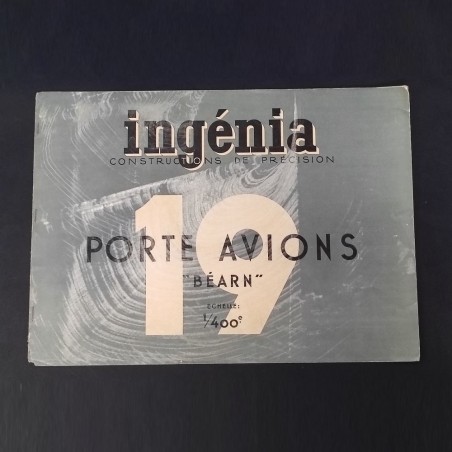 ingénia
CONSTRUCTIONS DE PRÉCISION
19
PORTE AVIONS
"BÉARN"
ECHELLE:
1/400e